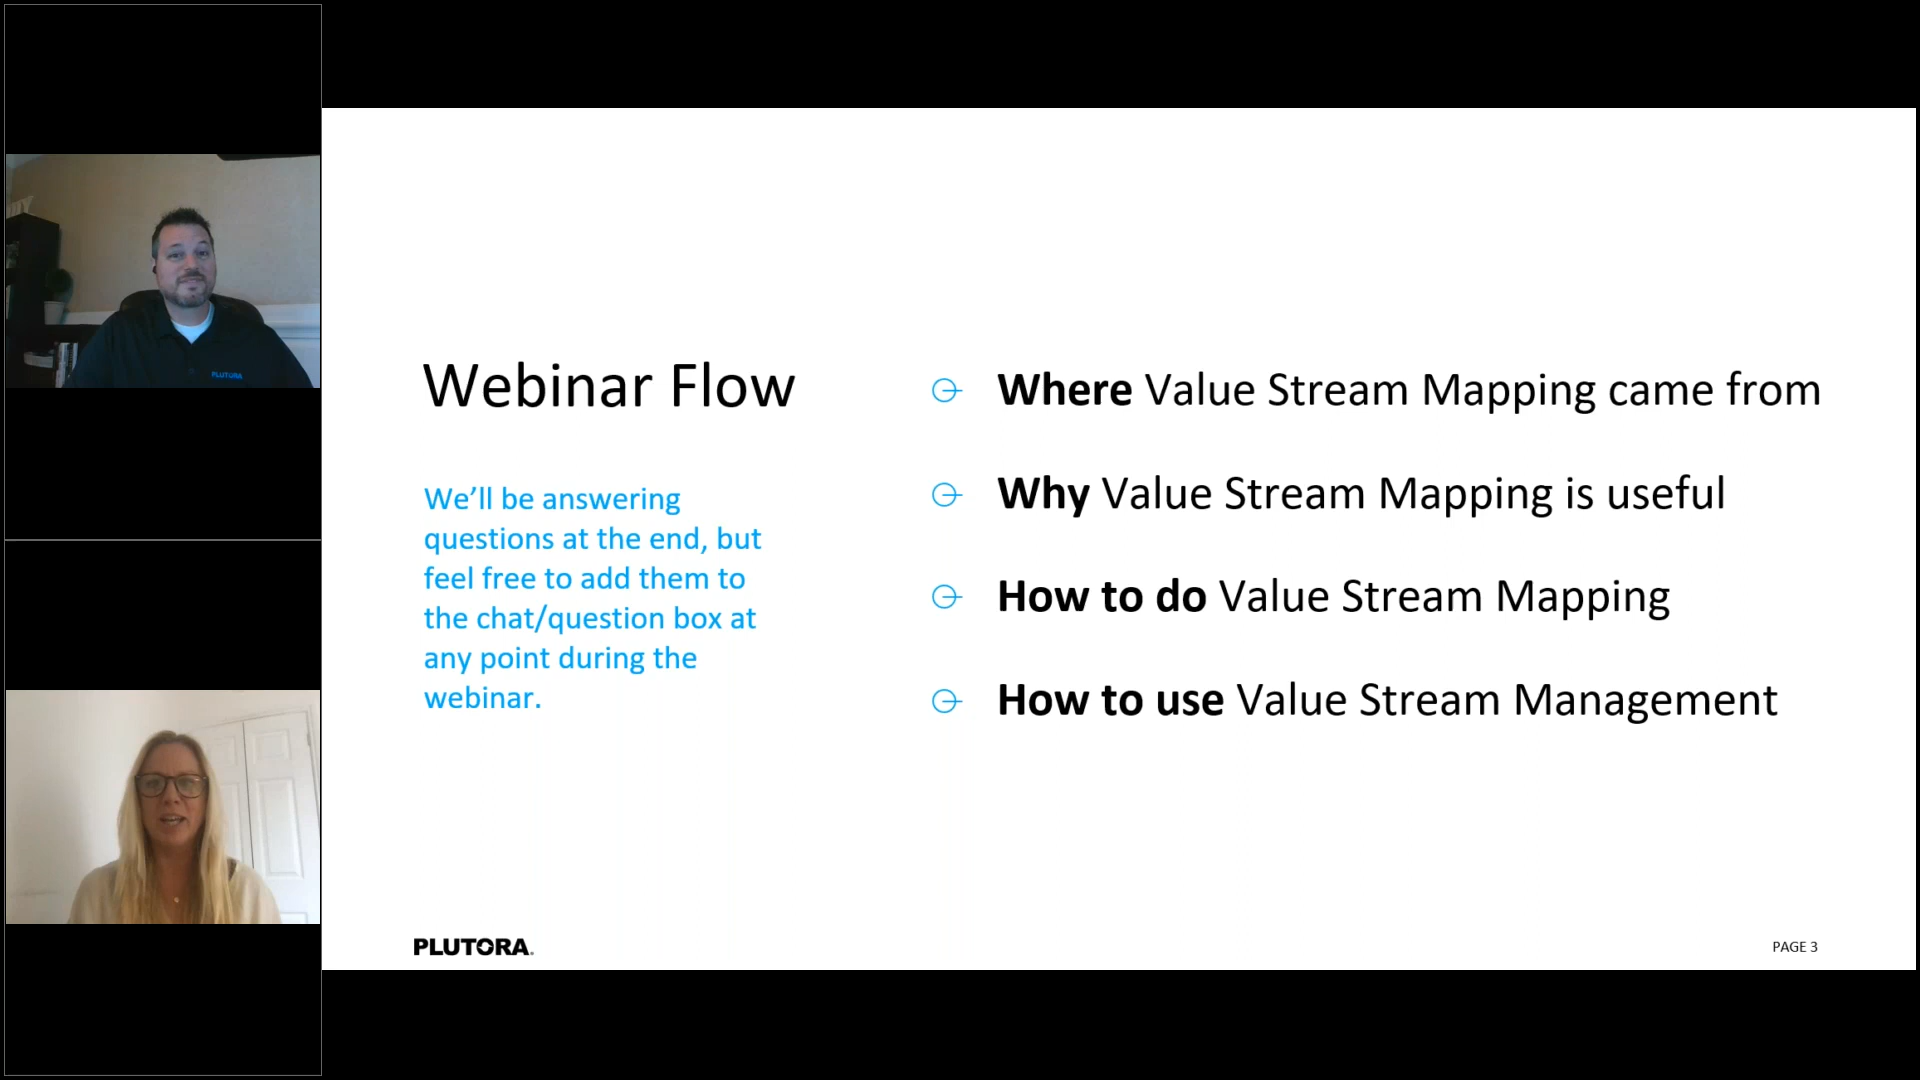 PLUTORA
Webinar Flow
We’ll be answering
questions at the end, but
feel free to add them to
the chat/question box at
any point during the
webinar.
Where Value Stream Mapping came from
Why Value Stream Mapping is useful
How to do Value Stream Mapping
How to use Value Stream Management
PLUTORA
PAGE 3